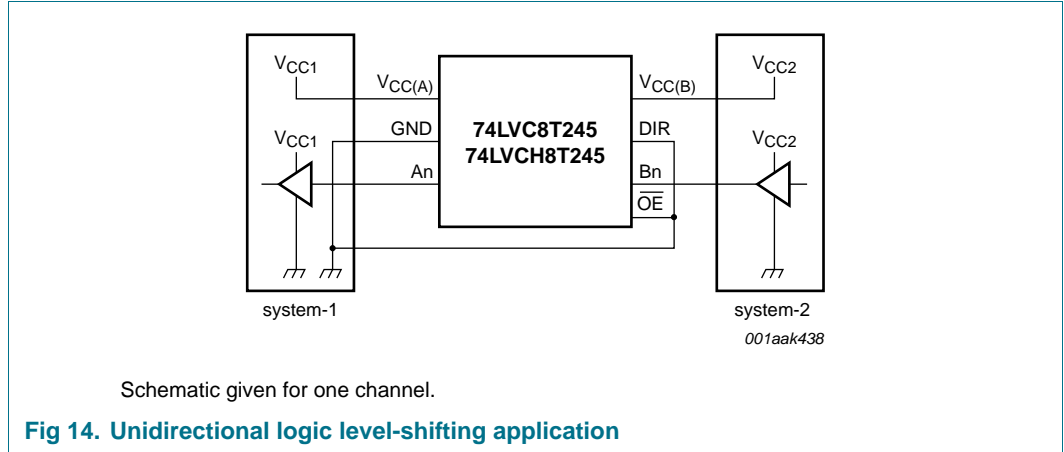 VCC1
VCC(A)
VCC(B)
VCC2
GND
74LVC8T245
DIR
VCC1
74LVCH8T245
VCC2
An
Bn
OE
system-1
system-2
001aak438
Schematic given for one channel.
Fig 14. Unidirectional logic level-shifting application